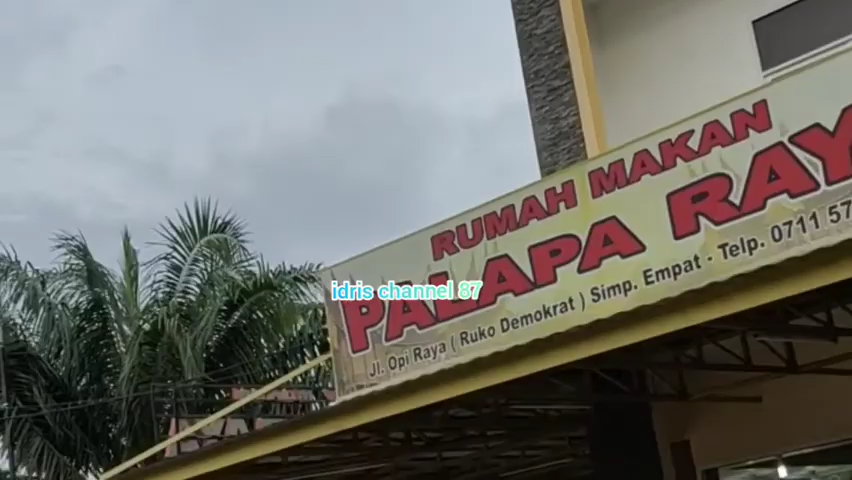 RUMAH MAKAN
PALAPA RAY
idris channel 87
Jl. Opi Raya ( Ruko Demokrat ) Simp. Empat - Telp. 0711 57